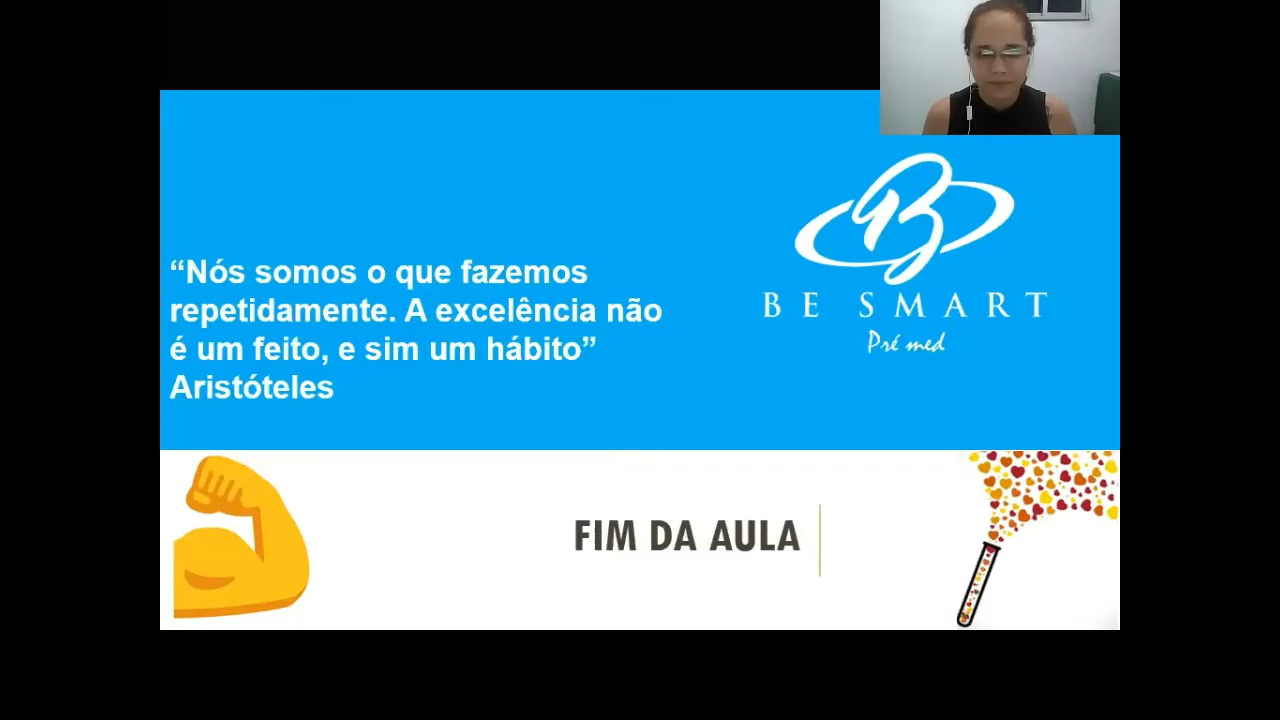 “Nós somos o que fazemos
repetidamente. A excelência não
é um feito, e sim um hábito”
Aristóteles
BE SMART
Pré med
FIM DA AULA